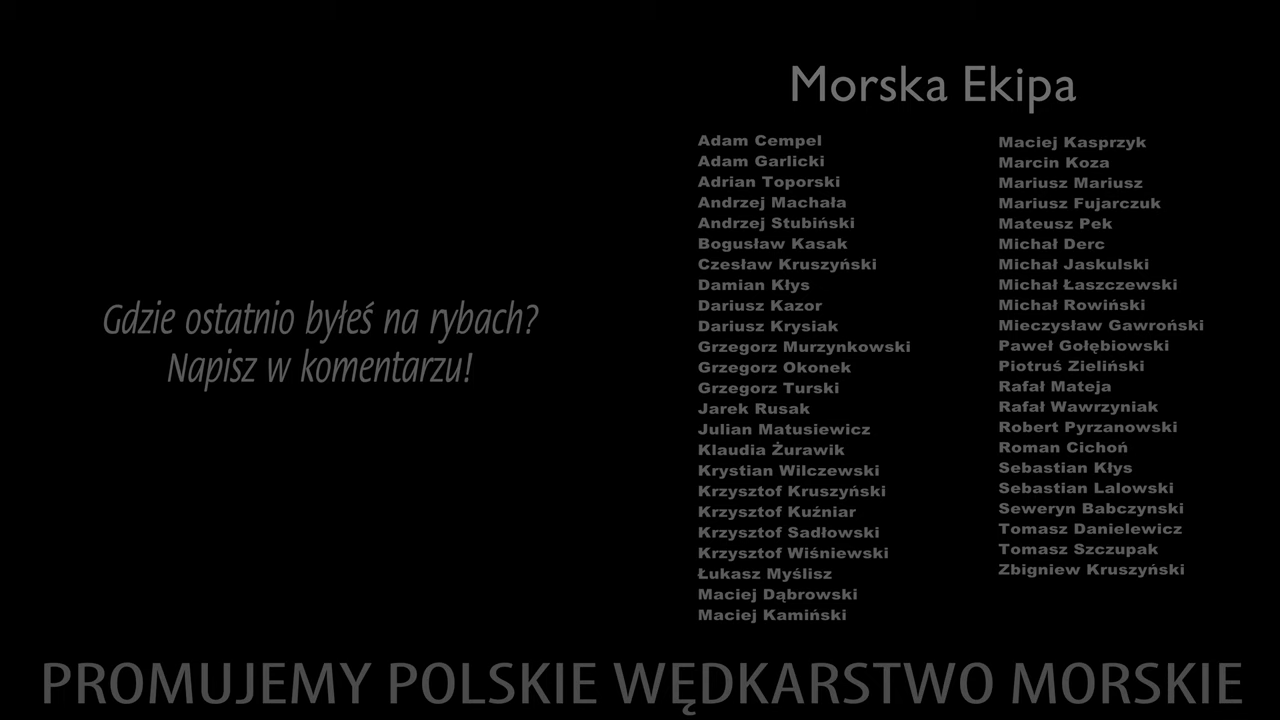 Gdzie ostatnio byłeś na rybach?
Napisz w komentarzu!
Morska Ekipa
Adam Cempel
Adam Garlicki
Adrian Toporski
Andrzej Machała
Andrzej Stubiński
Bogusław Kasak
Czesław Kruszyński
Damian Kłys
Dariusz Kazor
Dariusz Krysiak
Grzegorz Murzynkowski
Grzegorz Okonek
Grzegorz Turski
Jarek Rusak
Julian Matusiewicz
Klaudia Żurawik
Krystian Wilczewski
Krzysztof Kruszyński
Krzysztof Kuźniar
Krzysztof Sadłowski
Krzysztof Wiśniewski
Łukasz Myślisz
Maciej Dąbrowski
Maciej Kamiński
Maciej Kasprzyk
Marcin Koza
Mariusz Mariusz
Mariusz Fujarczuk
Mateusz Pek
Michał Derc
Michał Jaskulski
Michał Łaszczewski
Michał Rowiński
Mieczysław Gawroński
Paweł Gołębiowski
Piotruś Zieliński
Rafał Mateja
Rafał Wawrzyniak
Robert Pyrzanowski
Roman Cichoń
Sebastian Kłys
Sebastian Lalowski
Seweryn Babczynski
Tomasz Danielewicz
Tomasz Szczupak
Zbigniew Kruszyński
PROMUJEMY POLSKIE WĘDKARSTWO MORSKIE